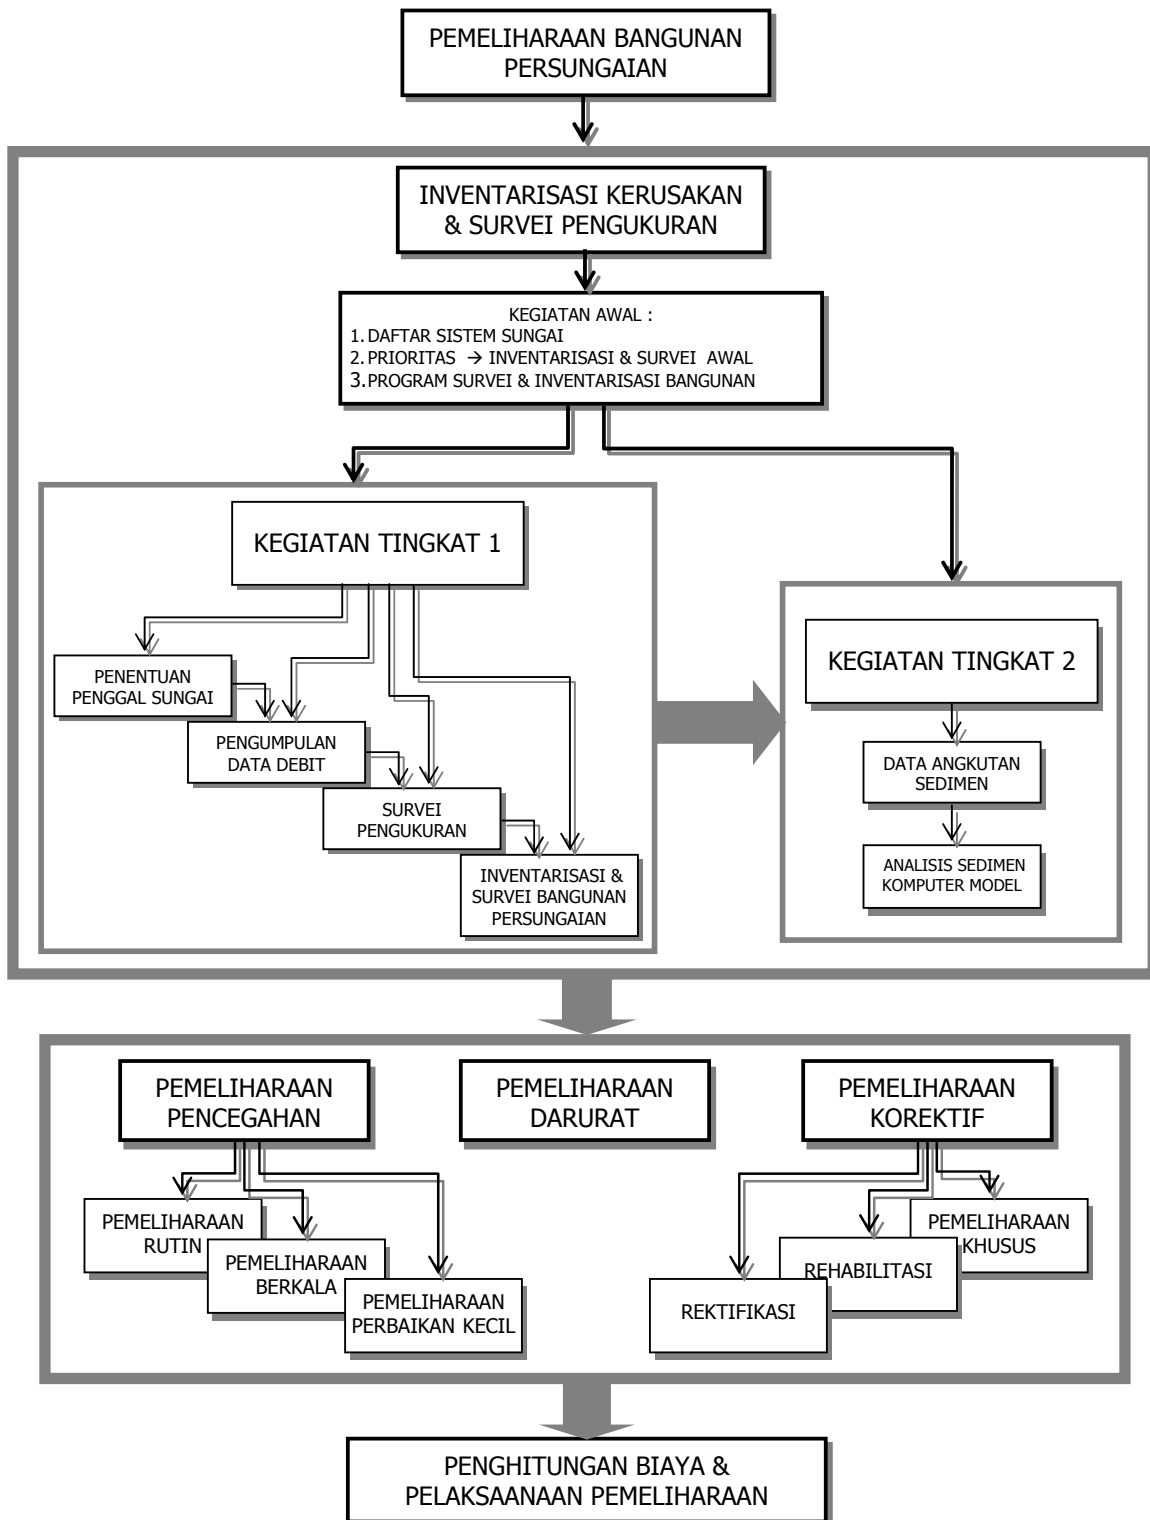 PEMELIHARAAN BANGUNAN
PERSUNGAIAN
INVENTARISASI KERUSAKAN
& SURVEI PENGUKURAN
KEGIATAN AWAL :
1. DAFTAR SISTEM SUNGAI
2. PRIORITAS → INVENTARISASI & SURVEI AWAL
3. PROGRAM SURVEI & INVENTARISASI BANGUNAN
KEGIATAN TINGKAT 1
PENENTUAN
PENGGAL SUNGAI
PENGUMPULAN
DATA DEBIT
SURVEI
PENGUKURAN
INVENTARISASI &
SURVEI BANGUNAN
PERSUNGAIAN
KEGIATAN TINGKAT 2
DATA ANGKUTAN
SEDIMEN
ANALISIS SEDIMEN
KOMPUTER MODEL
PEMELIHARAAN
PENCEGAHAN
PEMELIHARAAN
RUTIN
PEMELIHARAAN
BERKALA
PEMELIHARAAN
PERBAIKAN KECIL
PEMELIHARAAN
DARURAT
PEMELIHARAAN
KOREKTIF
REKTIFIKASI
REHABILITASI
PEMELIHARAAN
KHUSUS
PENGHITUNGAN BIAYA &
PELAKSANAAN PEMELIHARAAN